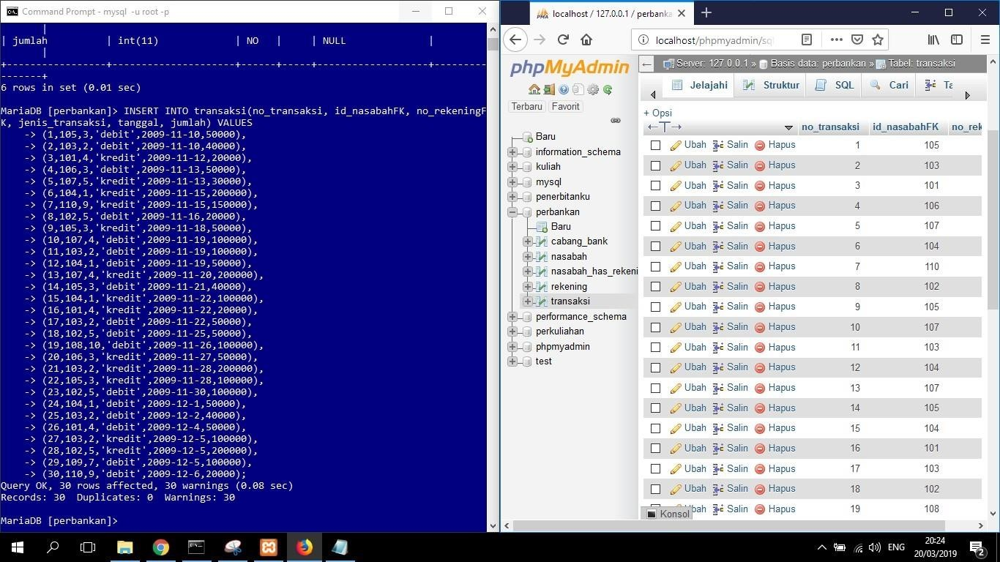 Command Prompt - mysql -u root -p
|
| jumlah | int(11) | NO | | NULL |
|
+-----------------+---------------------+------+-----+-------------------+----------
-------+
6 rows in set (0.01 sec)
MariaDB [perbankan]> INSERT INTO transaksi(no_transaksi, id_nasabahFK, no_rekeningF
K, jenis_transaksi, tanggal, jumlah) VALUES
-> (1,105,3,'debit',2009-11-10,50000),
-> (2,103,2,'debit',2009-11-10,40000),
-> (3,101,4,'kredit',2009-11-12,20000),
-> (4,106,3,'debit',2009-11-13,50000),
-> (5,107,5,'kredit',2009-11-13,30000),
-> (6,104,1,'kredit',2009-11-15,200000),
-> (7,110,9,'kredit',2009-11-15,150000),
-> (8,102,5,'debit',2009-11-16,20000),
-> (9,105,3,'kredit',2009-11-18,50000),
-> (10,107,4,'debit',2009-11-19,100000),
-> (11,103,2,'debit',2009-11-19,100000),
-> (12,104,1,'debit',2009-11-19,50000),
-> (13,107,4,'kredit',2009-11-20,200000),
-> (14,105,3,'debit',2009-11-21,40000),
-> (15,104,1,'kredit',2009-11-22,100000),
-> (16,101,4,'kredit',2009-11-22,20000),
-> (17,103,2,'debit',2009-11-22,50000),
-> (18,102,5,'debit',2009-11-25,50000),
-> (19,108,10,'debit',2009-11-26,100000),
-> (20,106,3,'kredit',2009-11-27,50000),
-> (21,103,2,'kredit',2009-11-28,200000),
-> (22,105,3,'kredit',2009-11-28,100000),
-> (23,102,5,'debit',2009-11-30,100000),
-> (24,104,1,'debit',2009-12-1,50000),
-> (25,103,2,'debit',2009-12-2,40000),
-> (26,101,4,'debit',2009-12-4,50000),
-> (27,103,2,'kredit',2009-12-5,100000),
-> (28,102,5,'kredit',2009-12-5,200000),
-> (29,109,7,'debit',2009-12-5,100000),
-> (30,110,9,'debit',2009-12-6,20000);
Query OK, 30 rows affected, 30 warnings (0.08 sec)
Records: 30 Duplicates: 0 Warnings: 30
MariaDB [perbankan]>
localhost / 127.0.0.1 / perbanka
localhost/phpmyadmin/sql
phpMyAdmin
Terbaru Favorit
Baru
information_schema
kuliah
mysql
penerbitanku
perbankan
Baru
cabang_bank
nasabah
nasabah_has_rekeni
rekening
transaksi
performance_schema
perkuliahan
phpmyadmin
test
Server: 127.0.0.1 » Basis data: perbankan » Tabel: transaksi
Jelajahi Struktur SQL Cari Ta
+ Opsi
no_transaksi id_nasabahFK no_rek
Ubah Salin Hapus 1 105
Ubah Salin Hapus 2 103
Ubah Salin Hapus 3 101
Ubah Salin Hapus 4 106
Ubah Salin Hapus 5 107
Ubah Salin Hapus 6 104
Ubah Salin Hapus 7 110
Ubah Salin Hapus 8 102
Ubah Salin Hapus 9 105
Ubah Salin Hapus 10 107
Ubah Salin Hapus 11 103
Ubah Salin Hapus 12 104
Ubah Salin Hapus 13 107
Ubah Salin Hapus 14 105
Ubah Salin Hapus 15 104
Ubah Salin Hapus 16 101
Ubah Salin Hapus 17 103
Ubah Salin Hapus 18 102
Ubah Salin Hapus 19 108
Konsol
ENG
20:24
20/03/2019
2